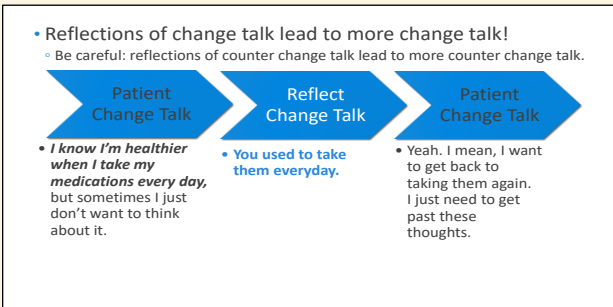 • Reflections of change talk lead to more change talk!
◦ Be careful: reflections of counter change talk lead to more counter change talk.
Patient
Change Talk
Reflect
Change Talk
Patient
Change Talk
• I know I'm healthier
when I take my
medications every day,
but sometimes I just
don't want to think
about it.
• You used to take
them everyday.
• Yeah. I mean, I want
to get back to
taking them again.
I just need to get
past these
thoughts.